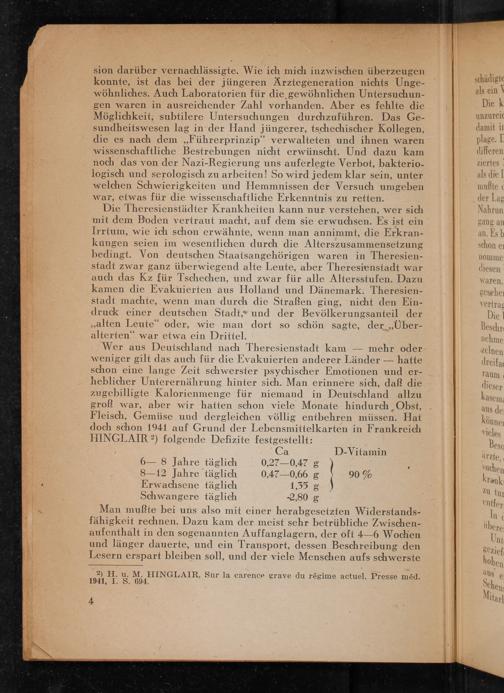 sion darüber vernachlässigte. Wie ich mich inzwischen überzeugen
konnte, ist das bei der jüngeren Ärztegeneration nichts Unge-
wöhnliches. Auch Laboratorien für die gewöhnlichen Untersuchun-
gen waren in ausreichender Zahl vorhanden. Aber es fehlte die
Möglichkeit, subtilere Untersuchungen durchzuführen. Das Ge-
sundheitswesen lag in der Hand jüngerer, tschechischer Kollegen,
die es nach dem „Führerprinzip" verwalteten und ihnen waren
wissenschaftliche Bestrebungen nicht erwünscht. Und dazu kam
noch das von der Nazi-Regierung uns auferlegte Verbot, bakterio-
logisch und serologisch zu arbeiten! So wird jedem klar sein, unter
welchen Schwierigkeiten und Hemmnissen der Versuch umgeben
war, etwas für die wissenschaftliche Erkenntnis zu retten.
Die Theresienstädter Krankheiten kann nur verstehen, wer sich
mit dem Boden vertraut macht, auf dem sie erwuchsen. Es ist ein
Irrtum, wie ich schon erwähnte, wenn man annimmt, die Erkran-
kungen seien im wesentlichen durch die Alterszusammensetzung
bedingt. Von deutschen Staatsangehörigen waren in Theresien-
stadt zwar ganz überwiegend alte Leute, aber Theresienstadt war
auch das Kz für Tschechen, und zwar für alle Altersstufen. Dazu
kamen die Evakuierten aus Holland und Dänemark. Theresien-
stadt machte, wenn man durch die Straßen ging, nicht den Ein-
druck einer deutschen Stadt, und der Bevölkerungsanteil der
„alten Leute" oder, wie man dort so schön sagte, der „Über-
alterten" war etwa ein Drittel.
Wer aus Deutschland nach Theresienstadt kam — mehr oder
weniger gilt das auch für die Evakuierten anderer Länder — hatte
schon eine lange Zeit schwerster psychischer Emotionen und er-
heblicher Unterernährung hinter sich. Man erinnere sich, daß die
zugebilligte Kalorienmenge für niemand in Deutschland allzu
groß war, aber wir hatten schon viele Monate hindurch Obst,
Fleisch, Gemüse und dergleichen völlig entbehren müssen. Hat
doch schon 1941 auf Grund der Lebensmittelkarten in Frankreich
HINGLAIR ²) folgende Defizite festgestellt:
Ca D-Vitamin
6— 8 Jahre täglich 0,27—0,47 g
8—12 Jahre täglich 0,47—0,66 g } 90 %
Erwachsene täglich 1,35 g
Schwangere täglich -2,80 g
Man mußte bei uns also mit einer herabgesetzten Widerstands-
fähigkeit rechnen. Dazu kam der meist sehr betrübliche Zwischen-
aufenthalt in den sogenannten Auffanglagern, der oft 4—6 Wochen
und länger dauerte, und ein Transport, dessen Beschreibung den
Lesern erspart bleiben soll, und der viele Menschen aufs schwerste
²) H. u. M. HINGLAIR, Sur la carence grave du régime actuel. Presse méd.
1941, I. S. 694.
4